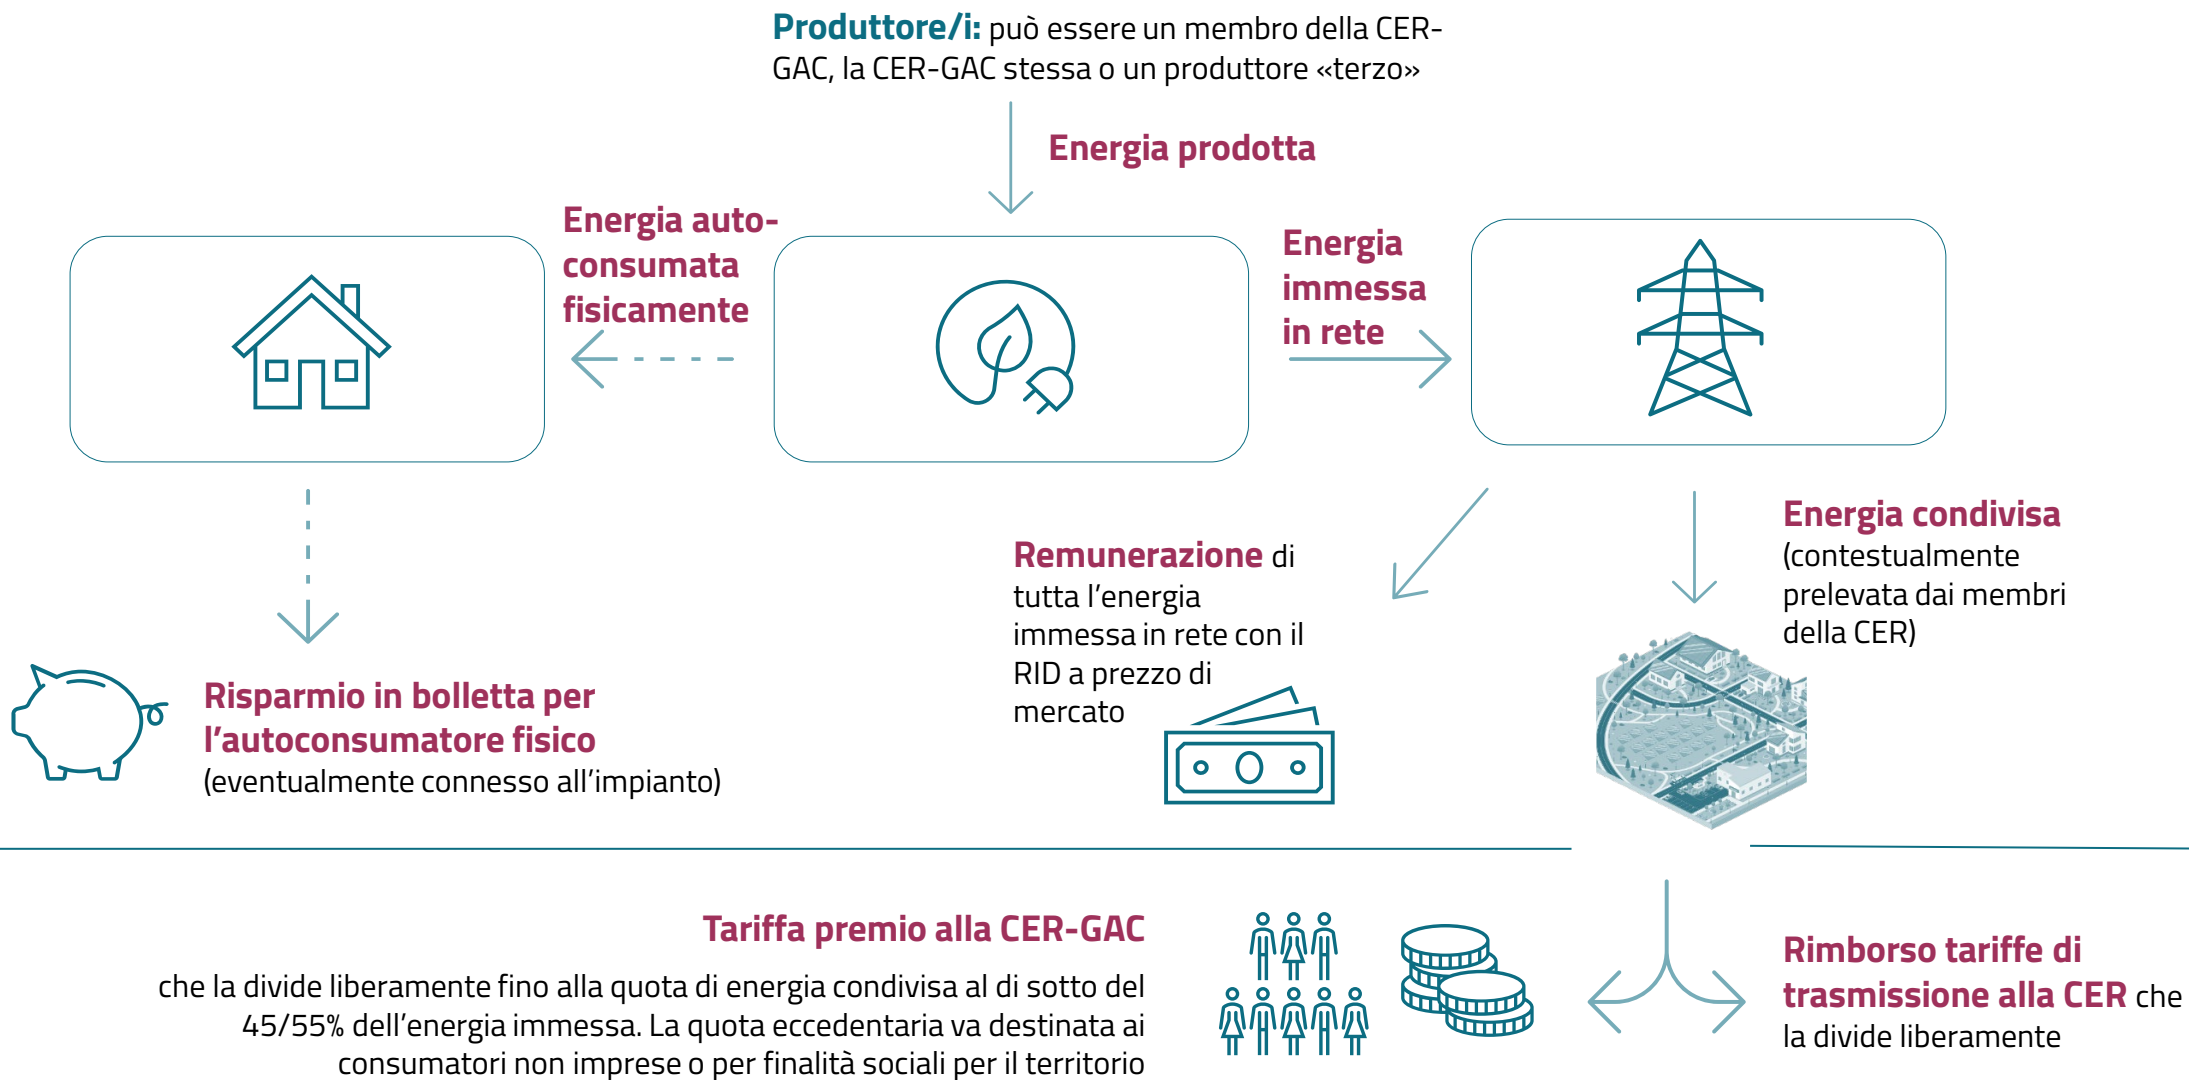 Produttore/i: può essere un membro della CER-
GAC, la CER-GAC stessa o un produttore «terzo»
Energia prodotta
Energia auto-
consumata
fisicamente
Energia
immessa
in rete
Energia condivisa
(contestualmente
prelevata dai membri
della CER)
Remunerazione di
tutta l’energia
immessa in rete con il
RID a prezzo di
mercato
Risparmio in bolletta per
l’autoconsumatore fisico
(eventualmente connesso all’impianto)
Tariffa premio alla CER-GAC
che la divide liberamente fino alla quota di energia condivisa al di sotto del
45/55% dell’energia immessa. La quota eccedentaria va destinata ai
consumatori non imprese o per finalità sociali per il territorio
Rimborso tariffe di
trasmissione alla CER che
la divide liberamente